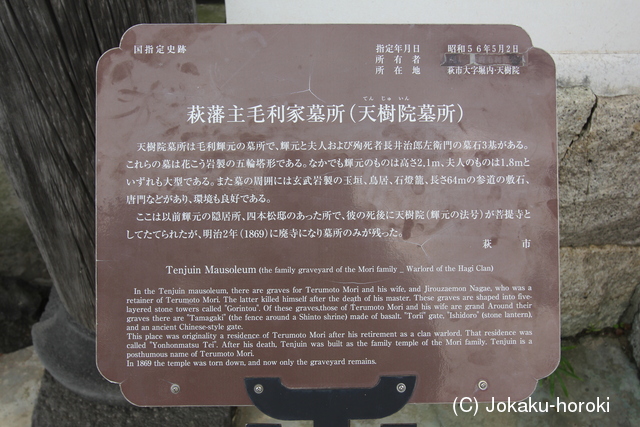 国指定史跡
指定年月日 昭和56年5月2日
所有者
所在地 萩市大字堀内・天樹院
てんじゅいん
萩藩主毛利家墓所(天樹院墓所)
天樹院墓所は毛利輝元の墓所で、輝元と夫人および殉死者長井治郎左衛門の墓石3基がある。
これらの墓は花こう岩製の五輪塔形である。なかでも輝元のものは高さ2,1m、夫人のものは1,8mと
いずれも大型である。また墓の周囲には玄武岩製の玉垣、鳥居、石燈籠、長さ64mの参道の敷石、
唐門などがあり、環境も良好である。
ここは以前輝元の隠居所、四本松邸のあった所で、彼の死後に天樹院(輝元の法号)が菩提寺と
してたてられたが、明治2年(1869)に廃寺になり墓所のみが残った。
萩市
Tenjuin Mausoleum (the family graveyard of the Mori family _ Warlord of the Hagi Clan)
In the Tenjuin mausoleum, there are graves for Terumoto Mori and his wife, and Jirouzaemon Nagae, who was a
retainer of Terumoto Mori. The latter killed himself after the death of his master. These graves are shaped into five-
layered stone towers called "Gorintou". Of these graves,those of Terumoto Mori and his wife are grand Around their
graves there are "Tamagaki" (the fence around a Shinto shrine) made of basalt. "Torii" gate, "Ishidoro" (stone lantern),
and an ancient Chinese-style gate.
This place was originality a residence of Terumoto Mori after his retirement as a clan warlord. That residence was
called "Yonhonmatsu Tei". After his death, Tenjuin was built as the family temple of the Mori family. Tenjuin is a
posthumous name of Terumoto Mori.
In 1869 the temple was torn down, and now only the graveyard remains.
(C) Jokaku-horoki